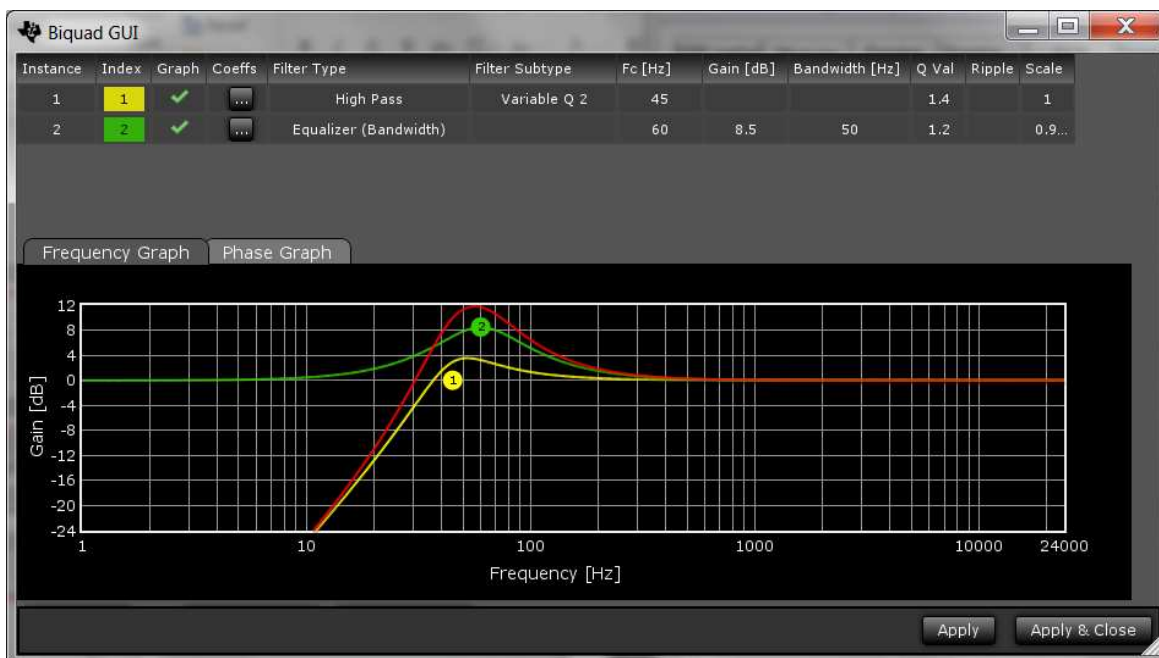 Biquad GUI
Instance Index Graph Coeffs Filter Type Filter Subtype Fc [Hz] Gain [dB] Bandwidth [Hz] Q Val Ripple Scale
1 1 ... High Pass Variable Q 2 45 1.4 1
2 2 ... Equalizer (Bandwidth) 60 8.5 50 1.2 0.9...
Frequency Graph Phase Graph
12
8
4
0
-4
-8
-12
-16
-20
-24
Gain [dB]
2
1
1 10 100 1000 10000 24000
Frequency [Hz]
Apply Apply & Close